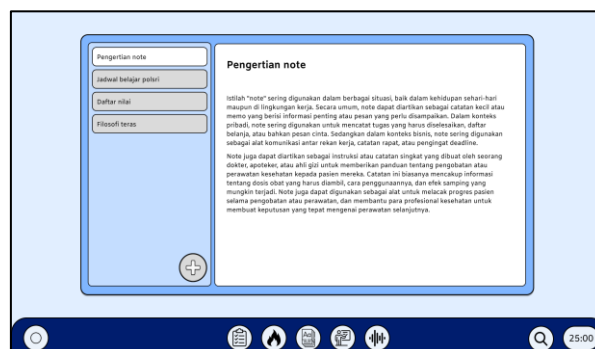 Pengertian note
Jadwal belajar polsri
Daftar nilai
Filosofi teras
Pengertian note
Istilah "note" sering digunakan dalam berbagai situasi, baik dalam kehidupan sehari-hari
maupun di lingkungan kerja. Secara umum, note dapat diartikan sebagai catatan kecil atau
memo yang berisi informasi penting atau pesan yang perlu disampaikan. Dalam konteks
pribadi, note sering digunakan untuk mencatat tugas yang harus diselesaikan, daftar
belanja, atau bahkan pesan cinta. Sedangkan dalam konteks bisnis, note sering digunakan
sebagai alat komunikasi antar rekan kerja, catatan rapat, atau pengingat deadline.
Note juga dapat diartikan sebagai instruksi atau catatan singkat yang dibuat oleh seorang
dokter, apoteker, atau ahli gizi untuk memberikan panduan tentang pengobatan atau
perawatan kesehatan kepada pasien mereka. Catatan ini biasanya mencakup informasi
tentang dosis obat yang harus diambil, cara penggunaannya, dan efek samping yang
mungkin terjadi. Note juga dapat digunakan sebagai alat untuk melacak progres pasien
selama pengobatan atau perawatan, dan membantu para profesional kesehatan untuk
membuat keputusan yang tepat mengenai perawatan selanjutnya.
25:00